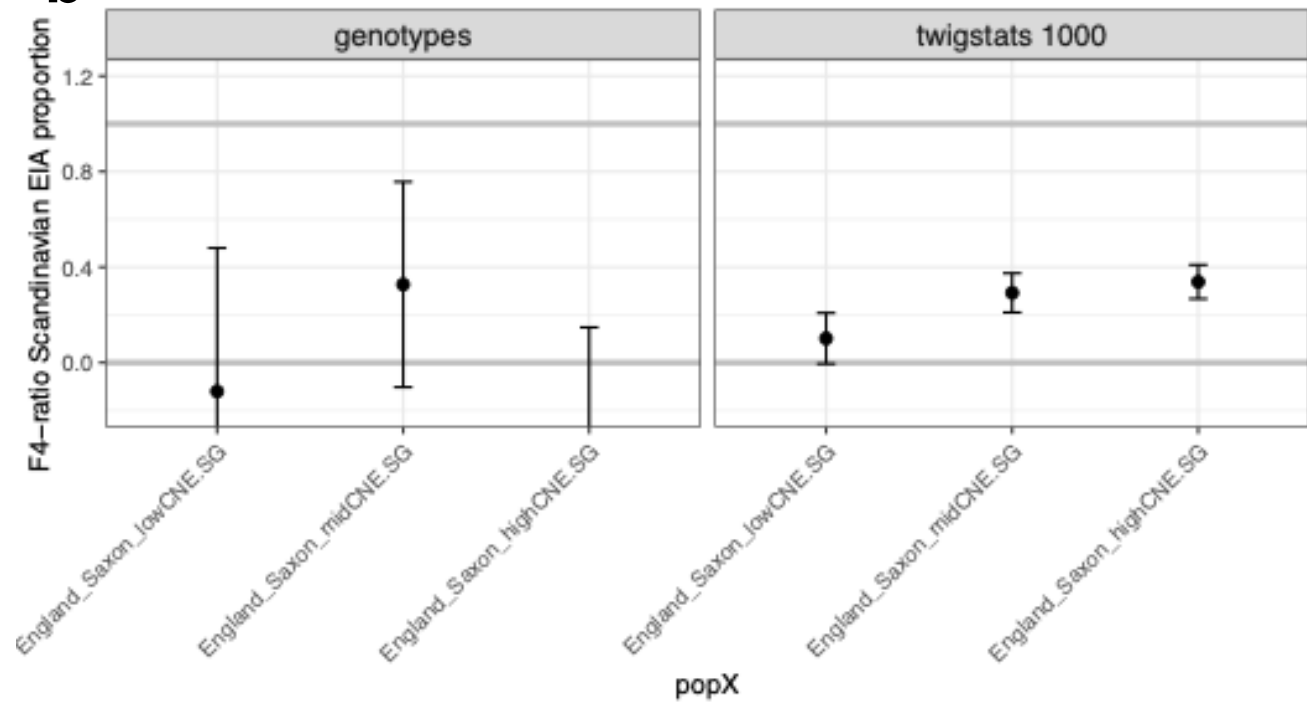 genotypes twigstats 1000
F4-ratio Scandinavian EIA proportion
1.2
0.8
0.4
0.0
England_Saxon_lowCNE.SG England_Saxon_midCNE.SG England_Saxon_highCNE.SG England_Saxon_lowCNE.SG England_Saxon_midCNE.SG England_Saxon_highCNE.SG
popX